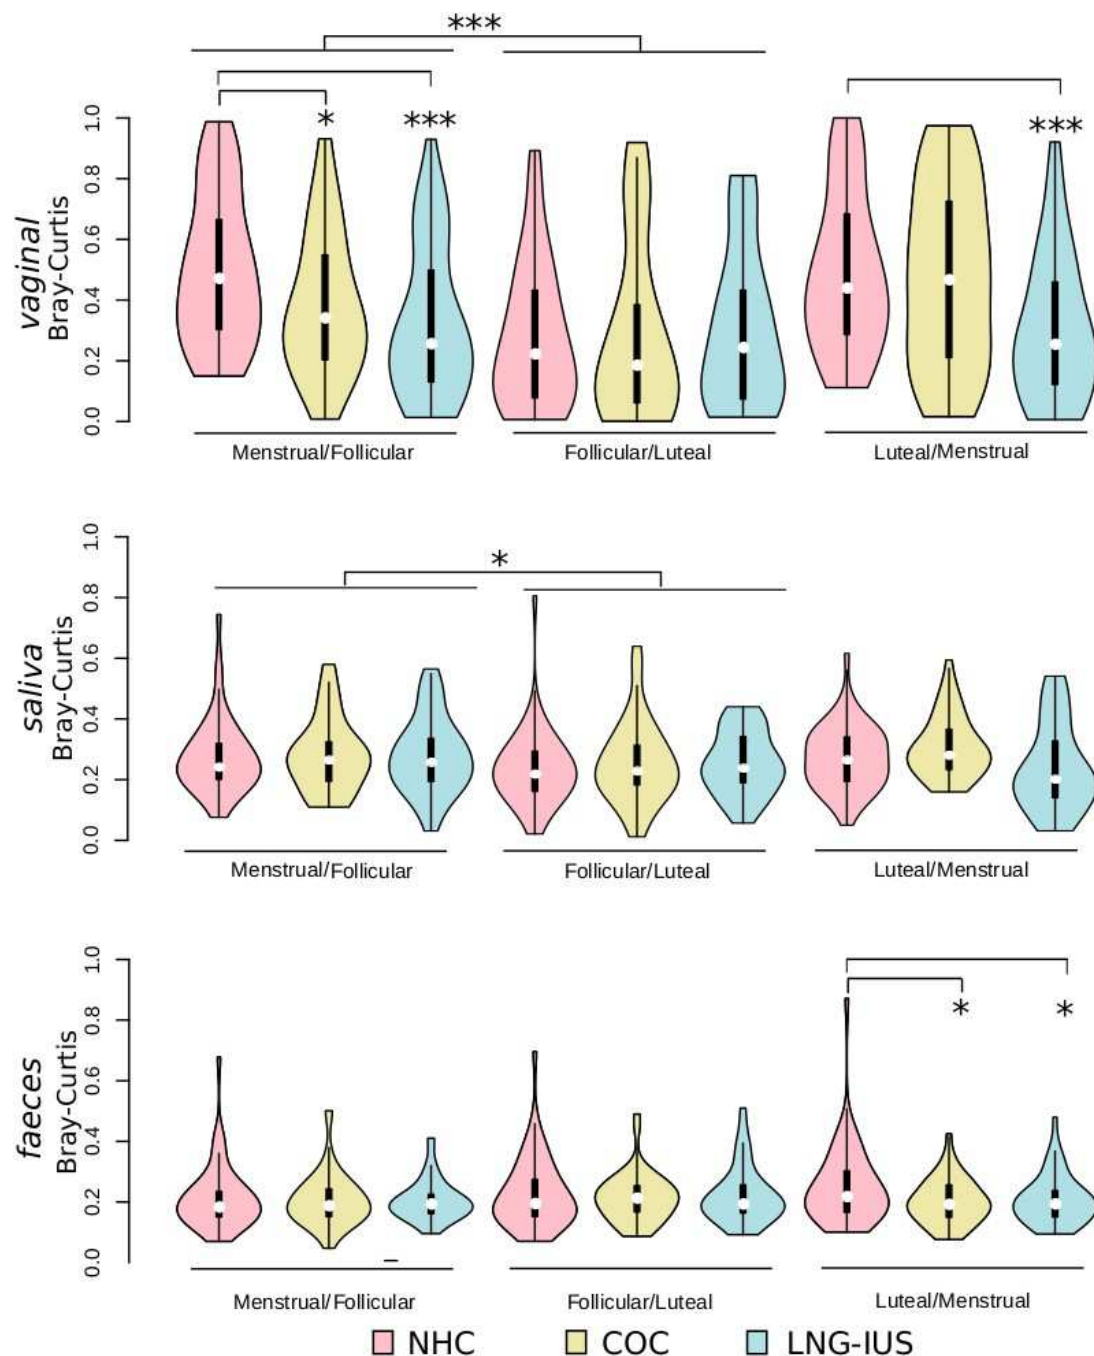 ***
* *** ***
vaginal
Bray-Curtis
1.0
0.8
0.6
0.4
0.2
0.0
Menstrual/Follicular Follicular/Luteal Luteal/Menstrual
*
saliva
Bray-Curtis
1.0
0.8
0.6
0.4
0.2
0.0
Menstrual/Follicular Follicular/Luteal Luteal/Menstrual
* *
faeces
Bray-Curtis
1.0
0.8
0.6
0.4
0.2
0.0
Menstrual/Follicular Follicular/Luteal Luteal/Menstrual
NHC COC LNG-IUS